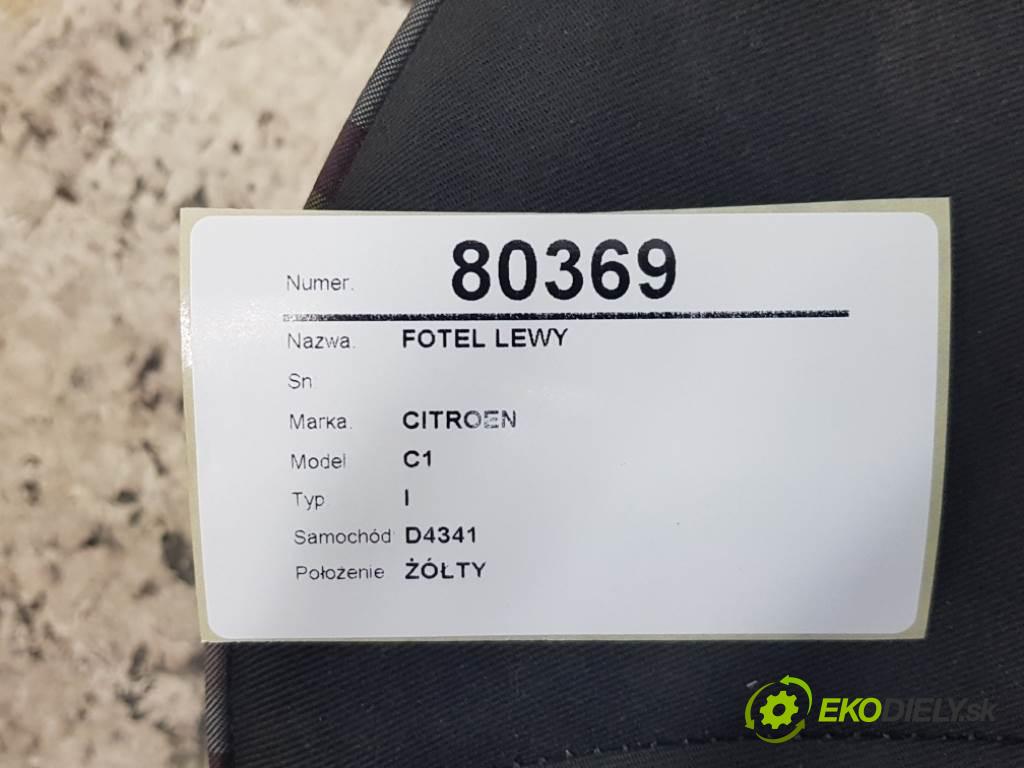 Numer. 80369
Nazwa. FOTEL LEWY
Sn
Marka. CITROEN
Model C1
Typ I
Samochód D4341
Położenie ŻÓŁTY
EKODIELY.sk